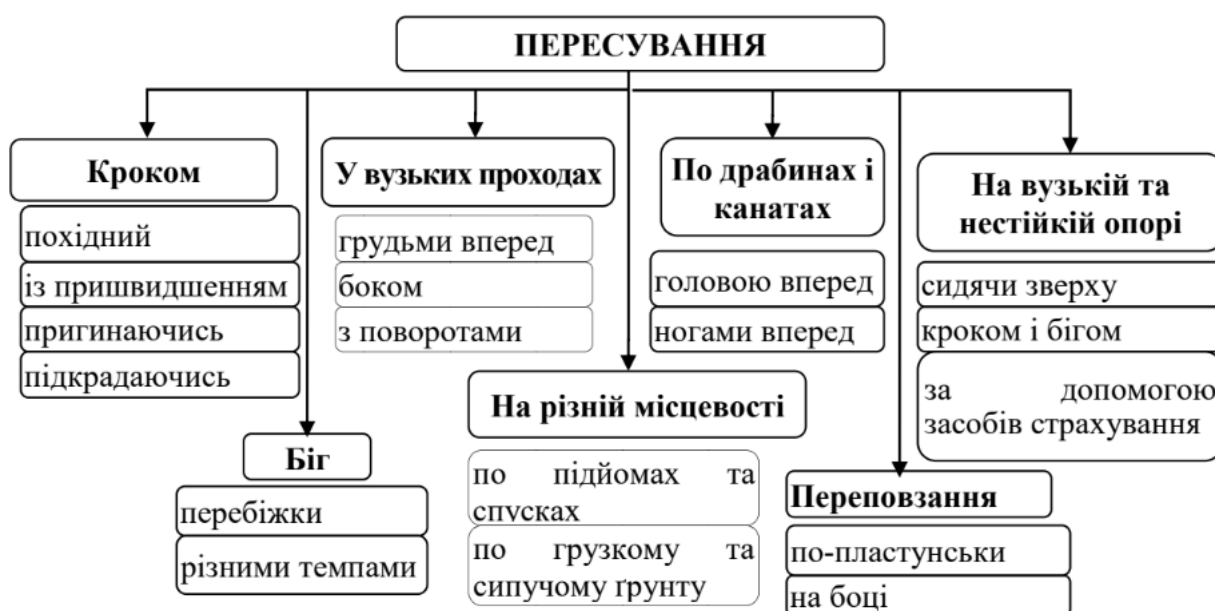 ПЕРЕСУВАННЯ
Кроком
похідний
із пришвидшенням
пригинаючись
підкрадаючись
Біг
перебіжки
різними темпами
У вузьких проходах
грудьми вперед
боком
з поворотами
На різній місцевості
по підйомах та
спусках
по грузкому та
сипучому ґрунту
По драбинах і
канатах
головою вперед
ногами вперед
Переповзання
по-пластунськи
на боці
На вузькій та
нестійкій опорі
сидячи зверху
кроком і бігом
за допомогою
засобів страхування